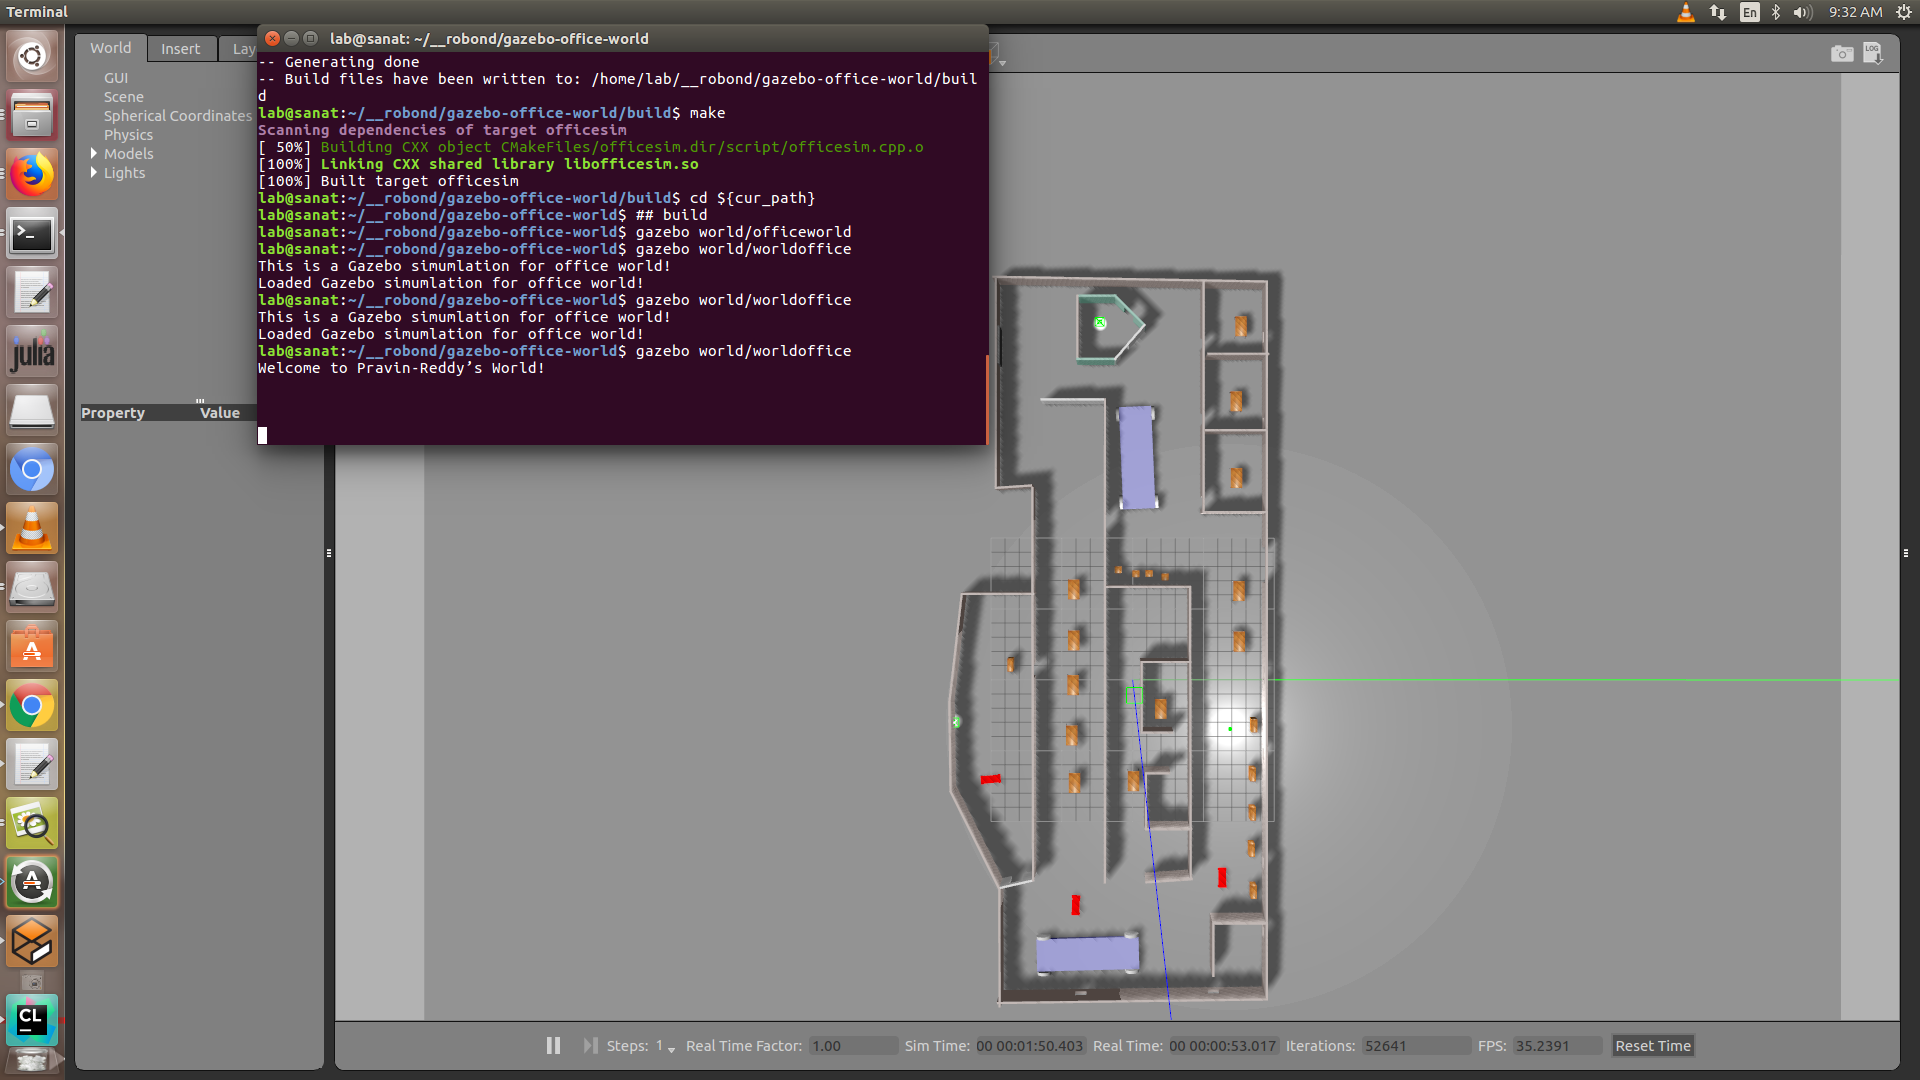 Terminal
En
9:32 AM
World
Insert
Lay
GUI
Scene
Spherical Coordinates
Physics
Models
Lights
Property
Value
lab@sanat: ~/__robond/gazebo-office-world
-- Generating done
-- Build files have been written to: /home/lab/__robond/gazebo-office-world/buil
d
lab@sanat:~/__robond/gazebo-office-world/build$ make
Scanning dependencies of target officesim
[ 50%] Building CXX object CMakeFiles/officesim.dir/script/officesim.cpp.o
[100%] Linking CXX shared library libofficesim.so
[100%] Built target officesim
lab@sanat:~/__robond/gazebo-office-world/build$ cd ${cur_path}
lab@sanat:~/__robond/gazebo-office-world$ ## build
lab@sanat:~/__robond/gazebo-office-world$ gazebo world/officeworld
lab@sanat:~/__robond/gazebo-office-world$ gazebo world/worldoffice
This is a Gazebo simumlation for office world!
Loaded Gazebo simumlation for office world!
lab@sanat:~/__robond/gazebo-office-world$ gazebo world/worldoffice
This is a Gazebo simumlation for office world!
Loaded Gazebo simumlation for office world!
lab@sanat:~/__robond/gazebo-office-world$ gazebo world/worldoffice
Welcome to Pravin-Reddy’s World!
LOG
julia
CL
Steps: 1
Real Time Factor: 1.00
Sim Time: 00 00:01:50.403
Real Time: 00 00:00:53.017
Iterations: 52641
FPS: 35.2391
Reset Time